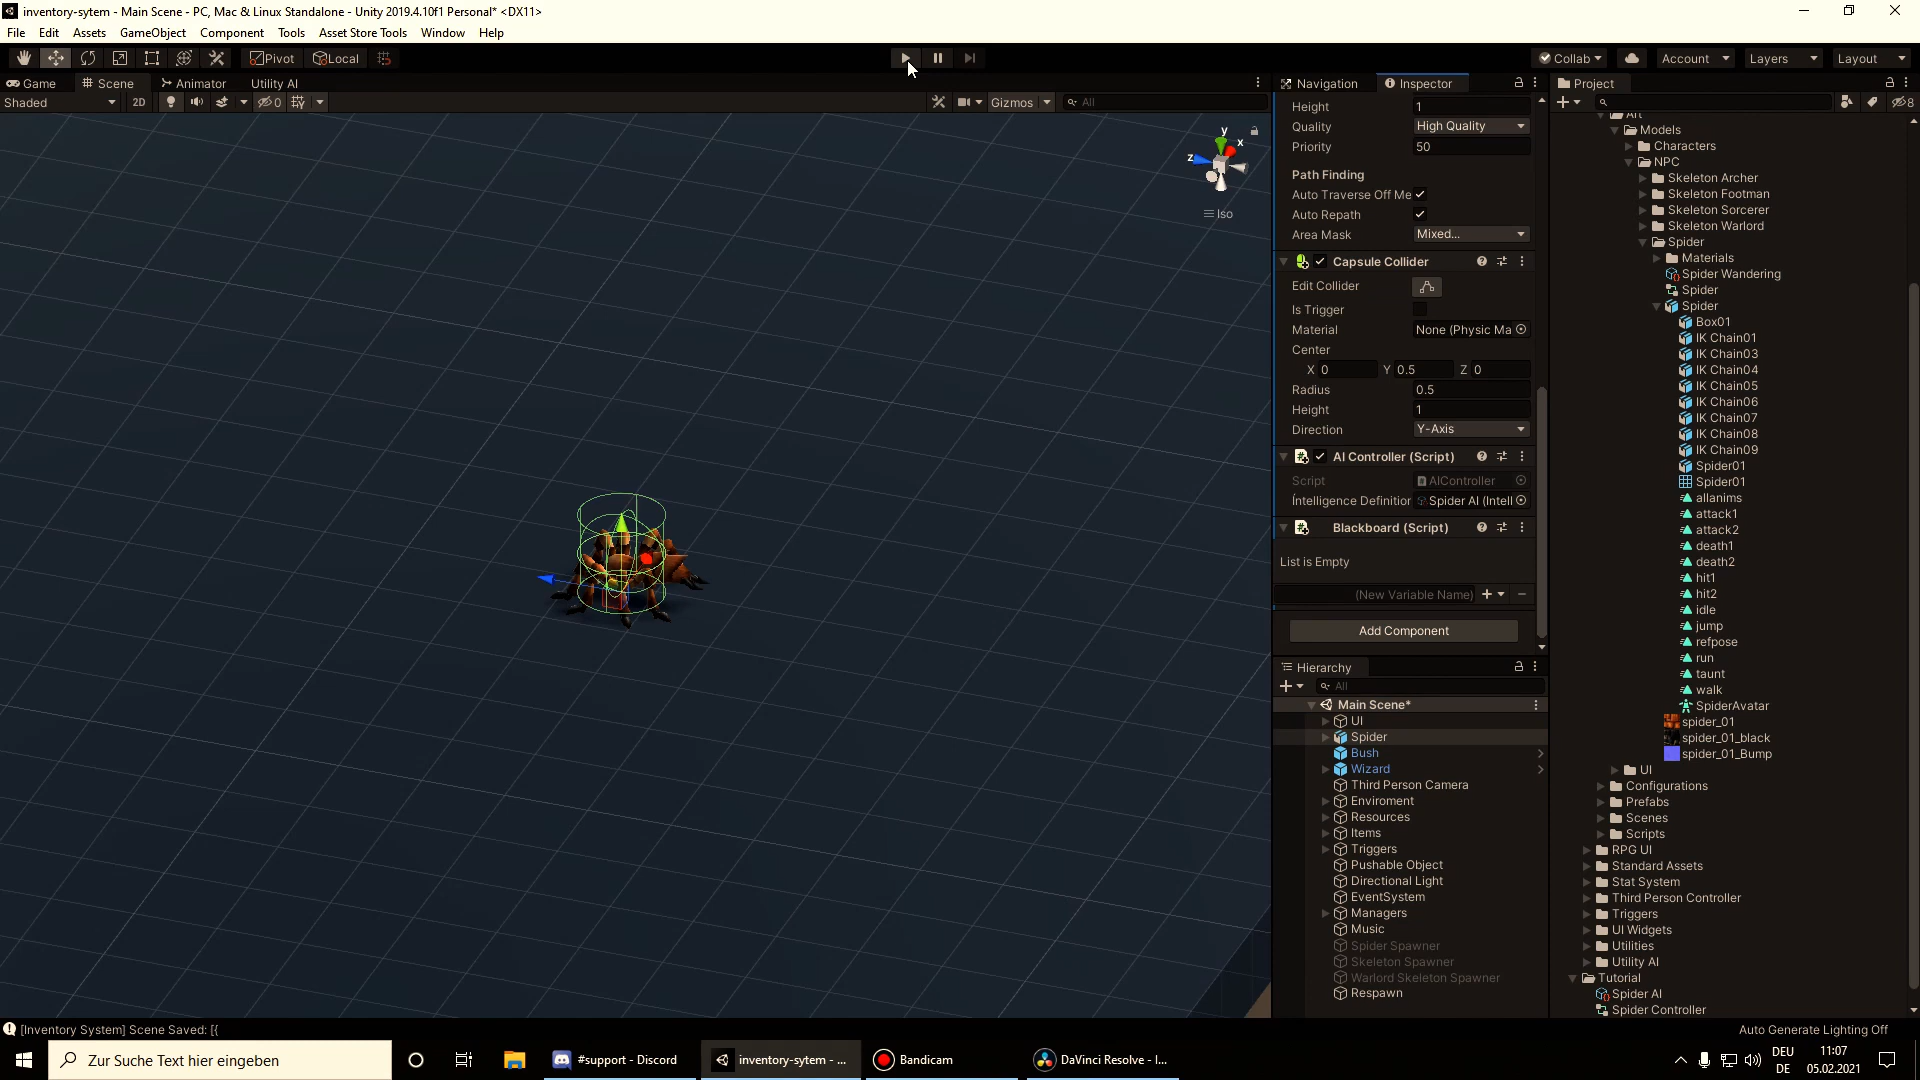 inventory-sytem - Main Scene - PC, Mac & Linux Standalone - Unity 2019.4.10f1 Personal* <DX11>
File Edit Assets GameObject Component Tools Asset Store Tools Window Help
Pivot Local Collab Account Layers Layout
Game Scene Animator Utility AI
Shaded 2D 0 Gizmos All
y
x
z
Iso
Navigation Inspector
Height 1
Quality High Quality
Priority 50
Path Finding
Auto Traverse Off Me
Auto Repath
Area Mask Mixed...
Capsule Collider
Edit Collider
Is Trigger
Material None (Physic Ma
Center
X 0 Y 0.5 Z 0
Radius 0.5
Height 1
Direction Y-Axis
AI Controller (Script)
Script AIController
Intelligence Definitior Spider AI (Intell
Blackboard (Script)
List is Empty
(New Variable Name)
Add Component
Hierarchy
All
Main Scene*
UI
Spider
Bush
Wizard
Third Person Camera
Enviroment
Resources
Items
Triggers
Pushable Object
Directional Light
EventSystem
Managers
Music
Spider Spawner
Skeleton Spawner
Warlord Skeleton Spawner
Respawn
Project
8
Art
Models
Characters
NPC
Skeleton Archer
Skeleton Footman
Skeleton Sorcerer
Skeleton Warlord
Spider
Materials
Spider Wandering
Spider
Spider
Box01
IK Chain01
IK Chain03
IK Chain04
IK Chain05
IK Chain06
IK Chain07
IK Chain08
IK Chain09
Spider01
Spider01
allanims
attack1
attack2
death1
death2
hit1
hit2
idle
jump
refpose
run
taunt
walk
SpiderAvatar
spider_01
spider_01_black
spider_01_Bump
UI
Configurations
Prefabs
Scenes
Scripts
RPG UI
Standard Assets
Stat System
Third Person Controller
Triggers
UI Widgets
Utilities
Utility AI
Tutorial
Spider AI
Spider Controller
[Inventory System] Scene Saved: [{
Auto Generate Lighting Off
Zur Suche Text hier eingeben
#support - Discord
inventory-sytem - ...
Bandicam
DaVinci Resolve - I...
DEU
DE
11:07
05.02.2021